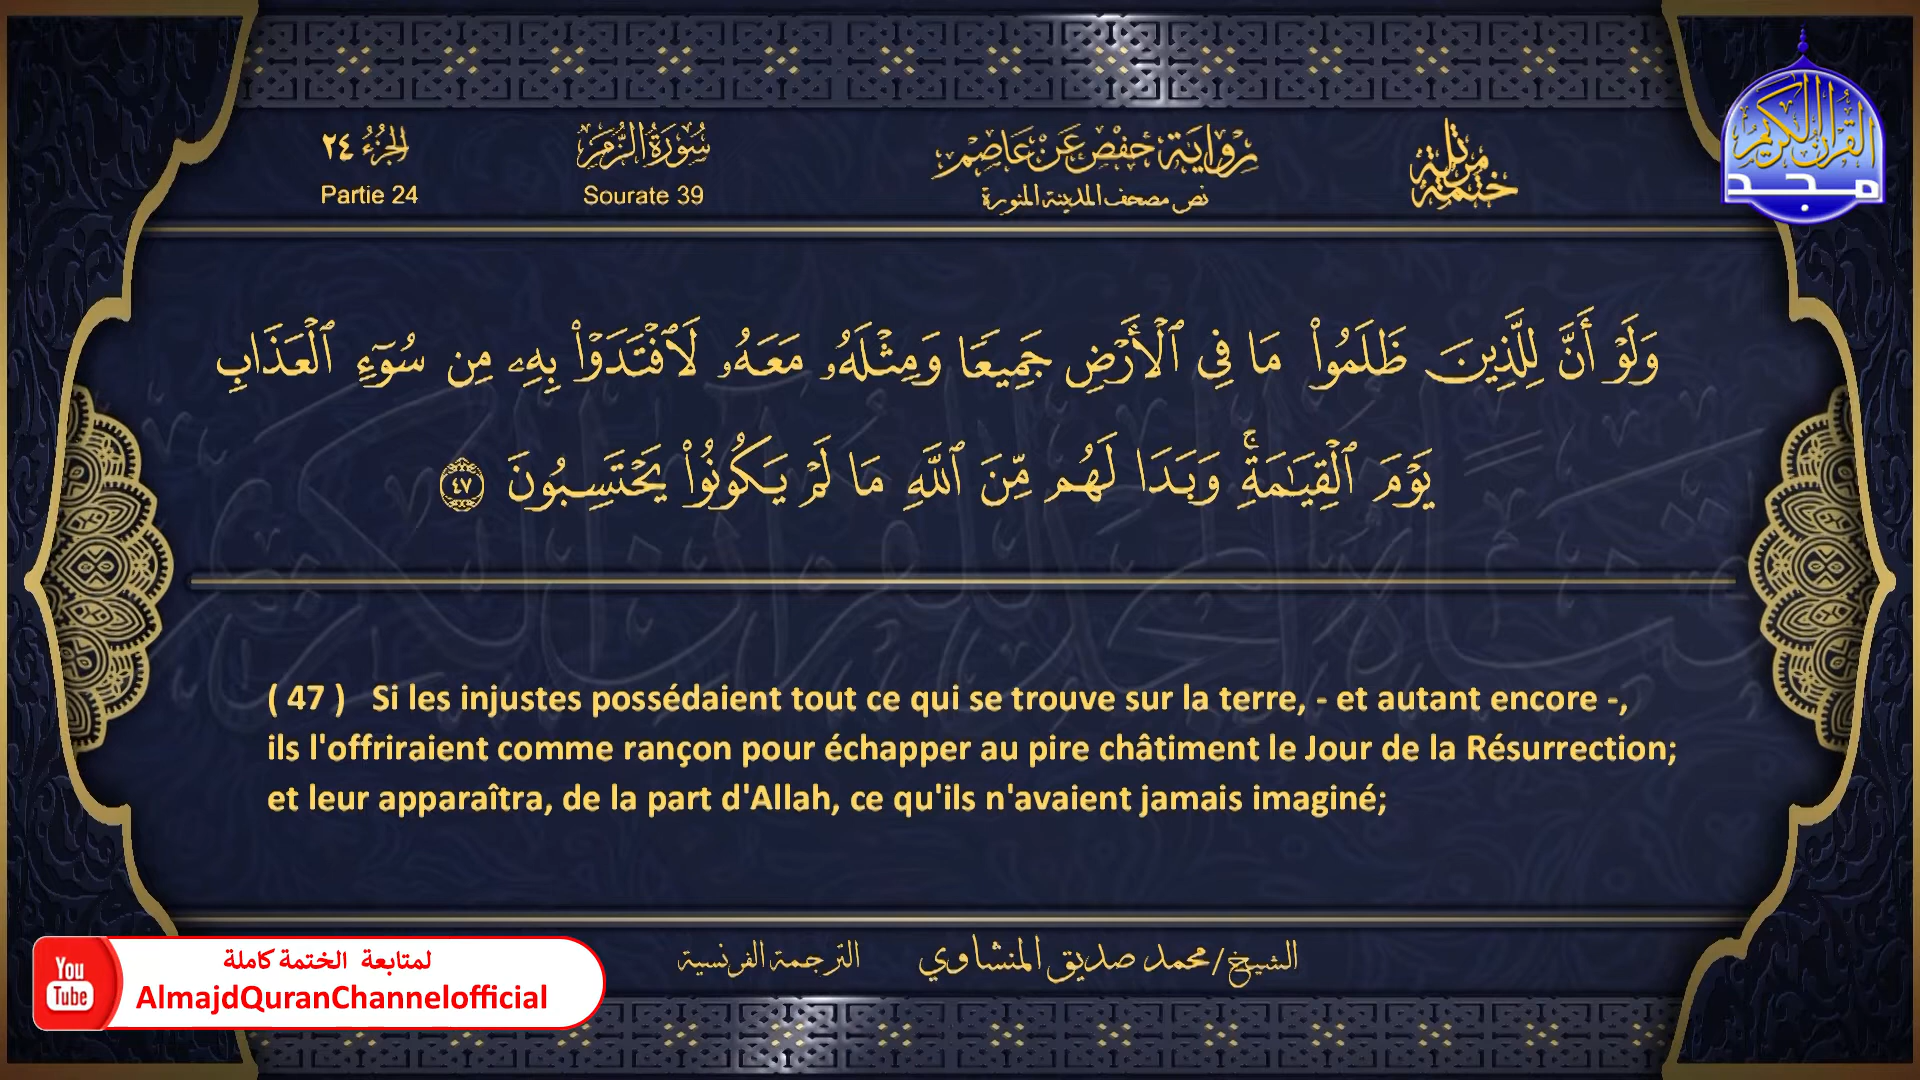 الجزء ٢٤
سورة الزمر
رواية حفص عن عاصم
ختمة مرتلة
القرآن الكريم
مجد
Partie 24
Sourate 39
نص مصحف المدينة المنورة
وَلَوْ أَنَّ لِلَّذِينَ ظَلَمُوا۟ مَا فِى ٱلْأَرْضِ جَمِيعًا وَمِثْلَهُۥ مَعَهُۥ لَٱفْتَدَوْا۟ بِهِۦ مِن سُوٓءِ ٱلْعَذَابِ
يَوْمَ ٱلْقِيَـٰمَةِ ۚ وَبَدَا لَهُم مِّنَ ٱللَّهِ مَا لَمْ يَكُونُوا۟ يَحْتَسِبُونَ ٤٧
( 47 ) Si les injustes possédaient tout ce qui se trouve sur la terre, - et autant encore -,
ils l'offriraient comme rançon pour échapper au pire châtiment le Jour de la Résurrection;
et leur apparaîtra, de la part d'Allah, ce qu'ils n'avaient jamais imaginé;
الشيخ / محمد صديق المنشاوي
الترجمة الفرنسية
You
Tube
لمتابعة الختمة كاملة
AlmajdQuranChannelofficial